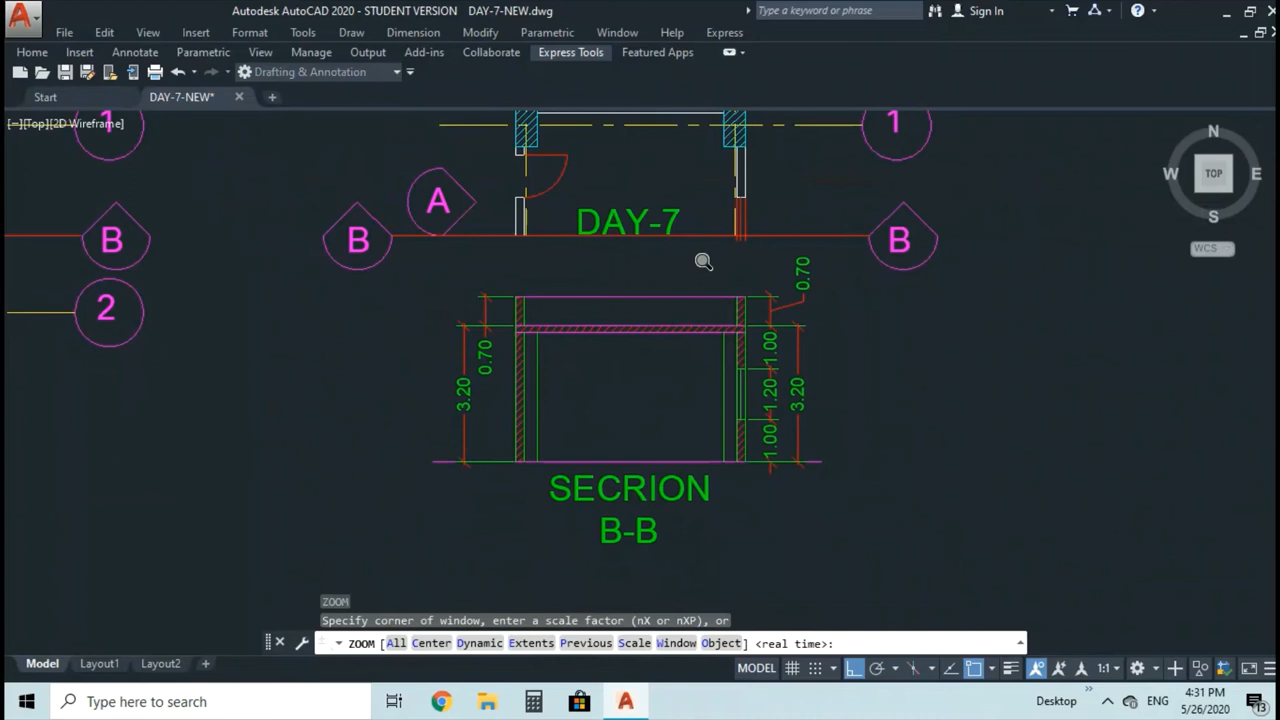 Autodesk AutoCAD 2020 - STUDENT VERSION DAY-7-NEW.dwg
Type a keyword or phrase
Sign In
File Edit View Insert Format Tools Draw Dimension Modify Parametric Window Help Express
Home Insert Annotate Parametric View Manage Output Add-ins Collaborate Express Tools Featured Apps
Drafting & Annotation
Start
DAY-7-NEW*
[−][Top][2D Wireframe]
1
1
N
W
TOP
E
S
WCS
A
DAY-7
B
B
B
2
0.70
0.70
3.20
1.00
1.20
1.00
3.20
SECRION
B-B
ZOOM
Specify corner of window, enter a scale factor (nX or nXP), or
ZOOM [All Center Dynamic Extents Previous Scale Window Object] <real time>:
Model Layout1 Layout2
MODEL
1:1
Type here to search
Desktop
ENG
4:31 PM
5/26/2020
13